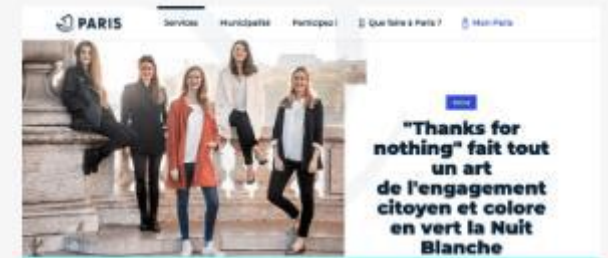 PARIS
Services
Municipalité
Participez !
Que faire à Paris ?
Mon Paris
"Thanks for
nothing" fait tout
un art
de l'engagement
citoyen et colore
en vert la Nuit
Blanche